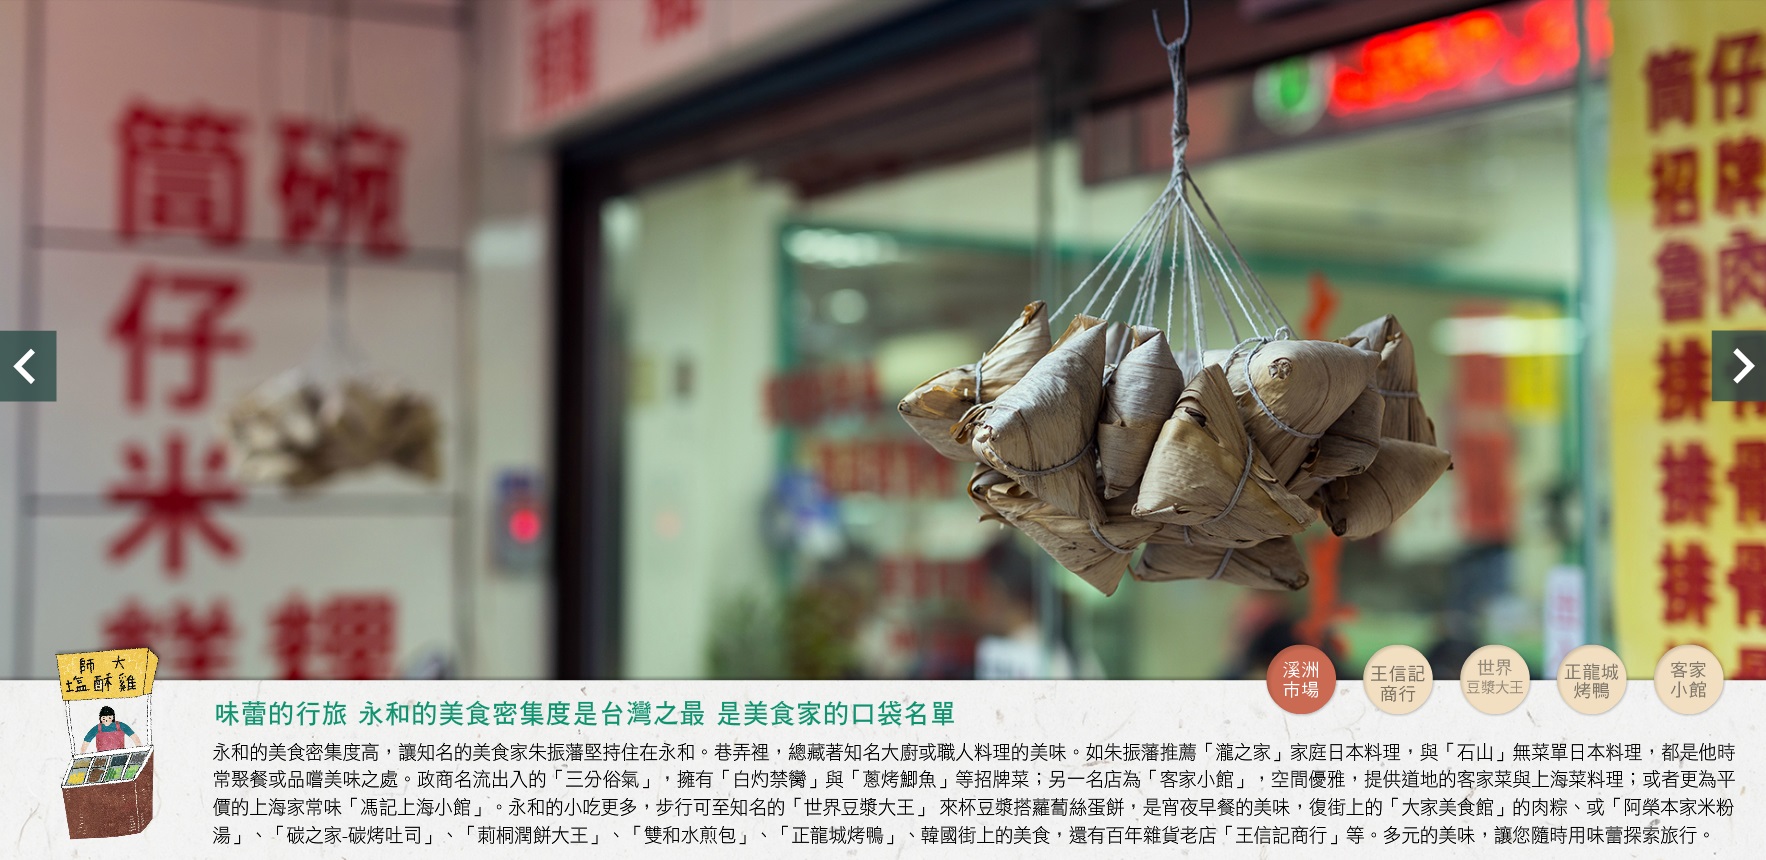 筒 碗
仔
米
糕 粿
仔 筒
牌 招
肉 魯
排
骨 排
骨 排
師大
塩酥雞
溪洲
市場
王信記
商行
世界
豆漿大王
正龍城
烤鴨
客家
小館
味蕾的行旅 永和的美食密集度是台灣之最 是美食家的口袋名單
永和的美食密集度高，讓知名的美食家朱振藩堅持住在永和。巷弄裡，總藏著知名大廚或職人料理的美味。如朱振藩推薦「瀧之家」家庭日本料理，與「石山」無菜單日本料理，都是他時
常聚餐或品嚐美味之處。政商名流出入的「三分俗氣」，擁有「白灼禁臠」與「蔥烤鯽魚」等招牌菜；另一名店為「客家小館」，空間優雅，提供道地的客家菜與上海菜料理；或者更為平
價的上海家常味「馮記上海小館」。永和的小吃更多，步行可至知名的「世界豆漿大王」 來杯豆漿搭蘿蔔絲蛋餅，是宵夜早餐的美味，復街上的「大家美食館」的肉粽、或「阿榮本家米粉
湯」、「碳之家-碳烤吐司」、「莿桐潤餅大王」、「雙和水煎包」、「正龍城烤鴨」、韓國街上的美食，還有百年雜貨老店「王信記商行」等。多元的美味，讓您隨時用味蕾探索旅行。